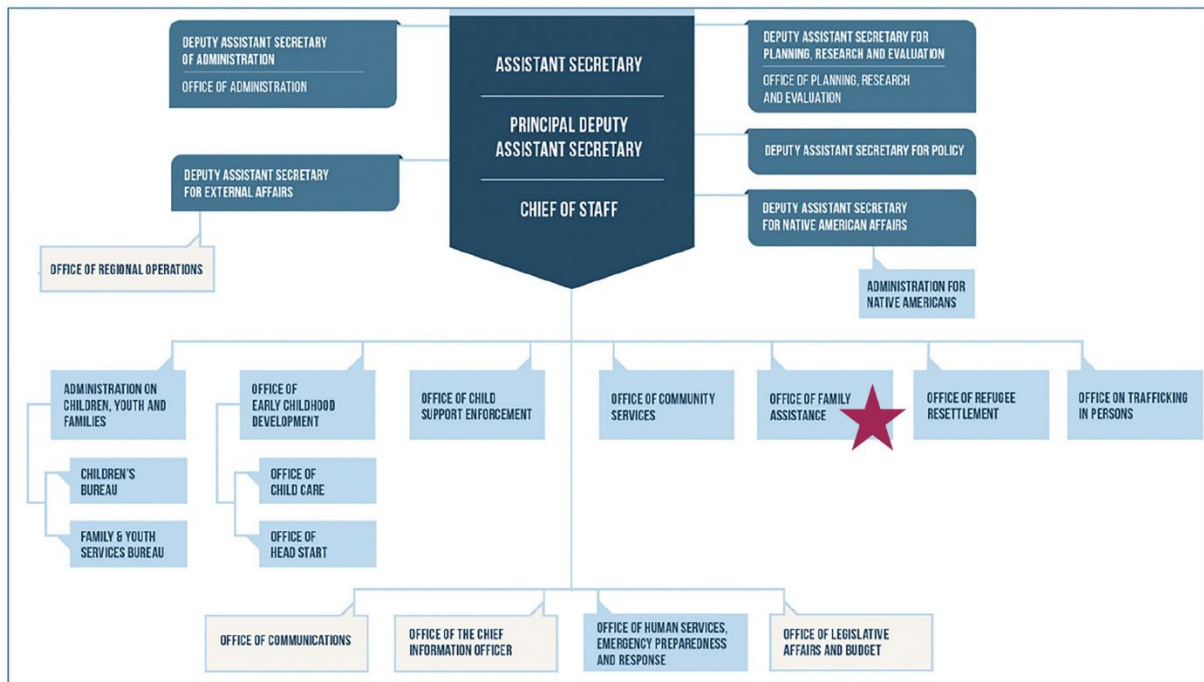 DEPUTY ASSISTANT SECRETARY
OF ADMINISTRATION
OFFICE OF ADMINISTRATION
ASSISTANT SECRETARY
PRINCIPAL DEPUTY
ASSISTANT SECRETARY
CHIEF OF STAFF
DEPUTY ASSISTANT SECRETARY FOR
PLANNING, RESEARCH AND EVALUATION
OFFICE OF PLANNING, RESEARCH
AND EVALUATION
DEPUTY ASSISTANT SECRETARY FOR POLICY
DEPUTY ASSISTANT SECRETARY
FOR EXTERNAL AFFAIRS
DEPUTY ASSISTANT SECRETARY
FOR NATIVE AMERICAN AFFAIRS
OFFICE OF REGIONAL OPERATIONS
ADMINISTRATION FOR
NATIVE AMERICANS
ADMINISTRATION ON
CHILDREN, YOUTH AND
FAMILIES
OFFICE OF
EARLY CHILDHOOD
DEVELOPMENT
OFFICE OF CHILD
SUPPORT ENFORCEMENT
OFFICE OF COMMUNITY
SERVICES
OFFICE OF FAMILY
ASSISTANCE
OFFICE OF REFUGEE
RESETTLEMENT
OFFICE ON TRAFFICKING
IN PERSONS
CHILDREN'S
BUREAU
OFFICE OF
CHILD CARE
FAMILY & YOUTH
SERVICES BUREAU
OFFICE OF
HEAD START
OFFICE OF COMMUNICATIONS
OFFICE OF THE CHIEF
INFORMATION OFFICER
OFFICE OF HUMAN SERVICES,
EMERGENCY PREPAREDNESS
AND RESPONSE
OFFICE OF LEGISLATIVE
AFFAIRS AND BUDGET